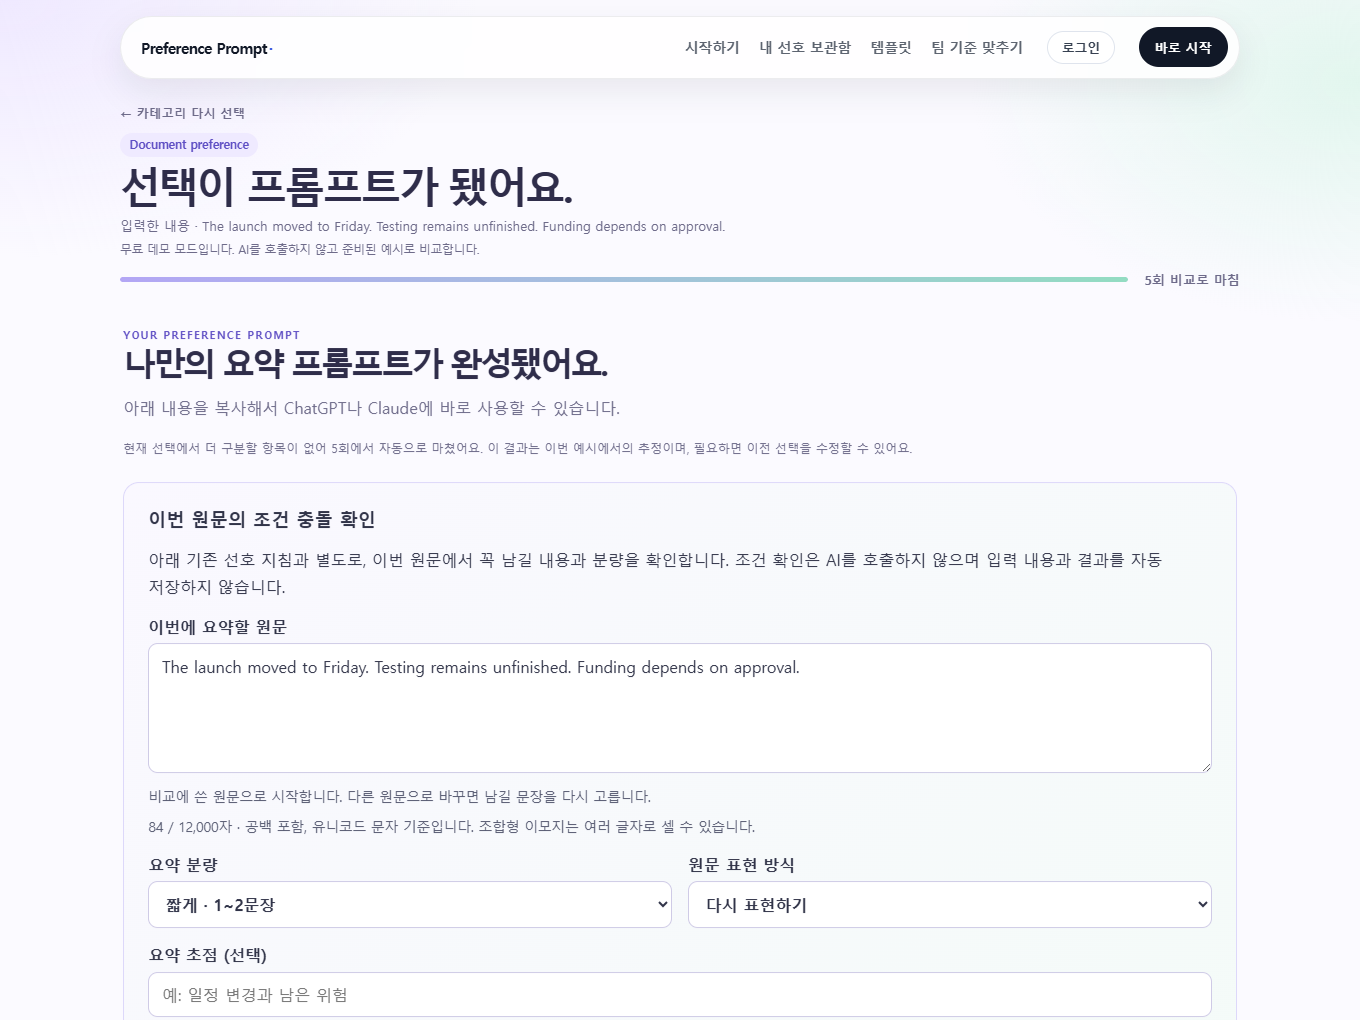 Preference Prompt·
시작하기
내 선호 보관함
템플릿
팀 기준 맞추기
로그인
바로 시작
← 카테고리 다시 선택
Document preference
선택이 프롬프트가 됐어요.
입력한 내용 · The launch moved to Friday. Testing remains unfinished. Funding depends on approval.
무료 데모 모드입니다. AI를 호출하지 않고 준비된 예시로 비교합니다.
5회 비교로 마침
YOUR PREFERENCE PROMPT
나만의 요약 프롬프트가 완성됐어요.
아래 내용을 복사해서 ChatGPT나 Claude에 바로 사용할 수 있습니다.
현재 선택에서 더 구분할 항목이 없어 5회에서 자동으로 마쳤어요. 이 결과는 이번 예시에서의 추정이며, 필요하면 이전 선택을 수정할 수 있어요.
이번 원문의 조건 충돌 확인
아래 기존 선호 지침과 별도로, 이번 원문에서 꼭 남길 내용과 분량을 확인합니다. 조건 확인은 AI를 호출하지 않으며 입력 내용과 결과를 자동
저장하지 않습니다.
이번에 요약할 원문
The launch moved to Friday. Testing remains unfinished. Funding depends on approval.
비교에 쓴 원문으로 시작합니다. 다른 원문으로 바꾸면 남길 문장을 다시 고릅니다.
84 / 12,000자 · 공백 포함, 유니코드 문자 기준입니다. 조합형 이모지는 여러 글자로 셀 수 있습니다.
요약 분량
원문 표현 방식
짧게 · 1~2문장
다시 표현하기
요약 초점 (선택)
예: 일정 변경과 남은 위험